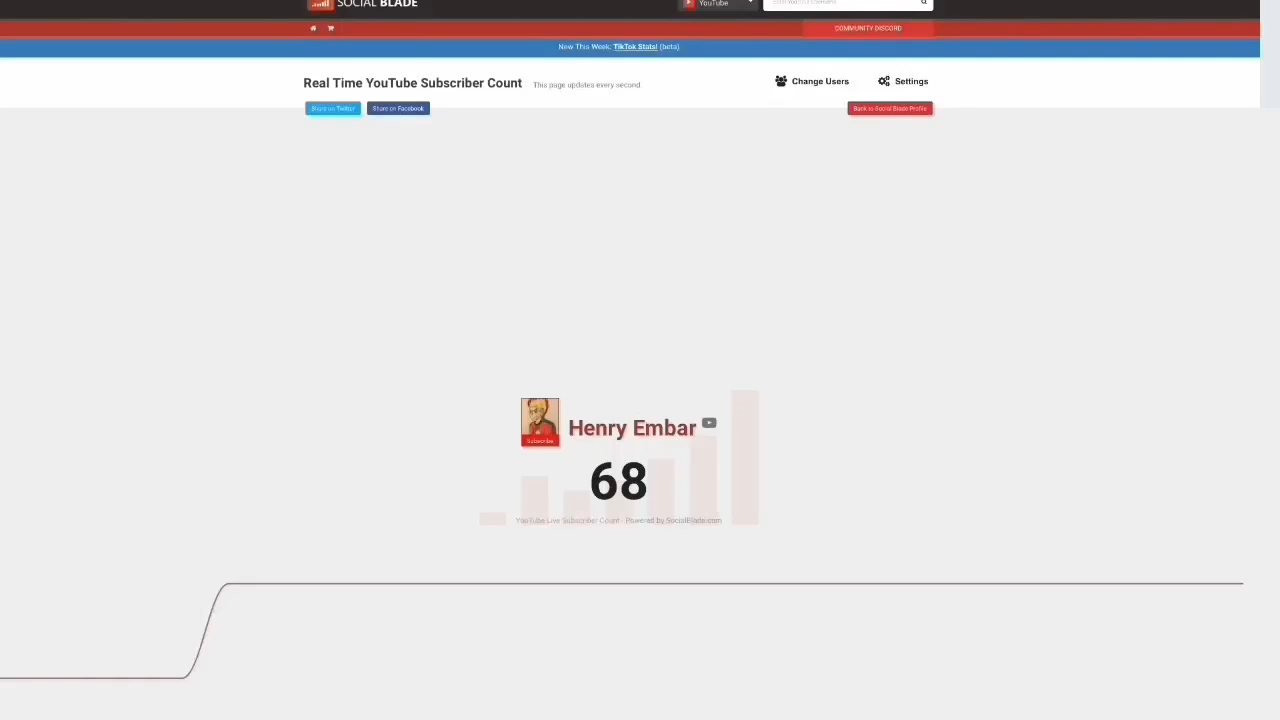 SOCIAL BLADE
YouTube
COMMUNITY DISCORD
New This Week: TikTok Stats! (beta)
Real Time YouTube Subscriber Count This page updates every second.
Change Users
Settings
Share on Twitter
Share on Facebook
Back to Social Blade Profile
Subscribe
Henry Embar
68
YouTube Live Subscriber Count - Powered by SocialBlade.com